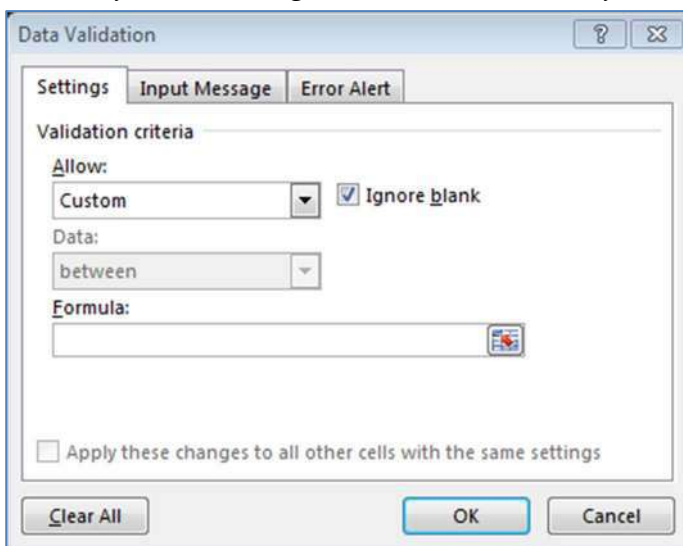 Data Validation
Settings Input Message Error Alert
Validation criteria
Allow:
Custom Ignore blank
Data:
between
Formula:
Apply these changes to all other cells with the same settings
Clear All OK Cancel